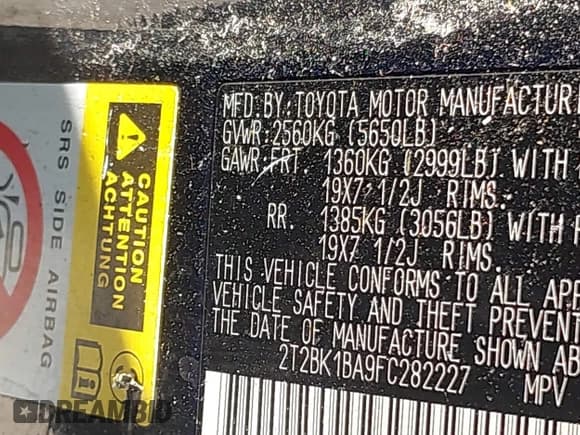 MFD.BY:TOYOTA MOTOR MANUFACTUR
GVWR:2560KG (5650LB)
GAWR:FRT. 1360KG (2999LB) WITH
19X7 1/2J RIMS.
RR. 1385KG (3056LB) WITH
19X7 1/2J RIMS.
THIS VEHICLE CONFORMS TO ALL APP
VEHICLE SAFETY AND THEFT PREVENT
THE DATE OF MANUFACTURE SHOWN AB
2T2BK1BA9FC282227 MPV
SRS SIDE AIRBAG
CAUTION
ATTENTION
ACHTUNG
DREAMBID